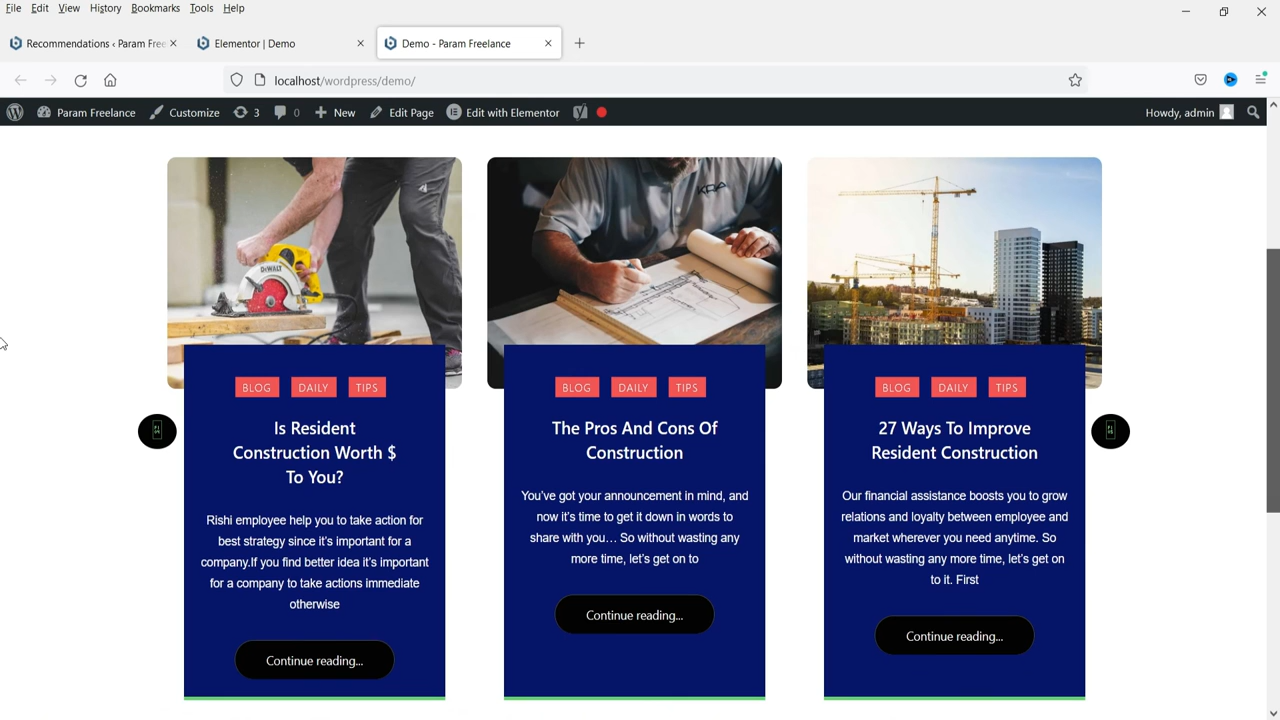 File Edit View History Bookmarks Tools Help
Recommendations ‹ Param Free
Elementor | Demo
Demo - Param Freelance
localhost/wordpress/demo/
Param Freelance Customize 3 0 New Edit Page Edit with Elementor Howdy, admin
KPA
DEWALT
BLOG DAILY TIPS
Is Resident
Construction Worth $
To You?
Rishi employee help you to take action for
best strategy since it's important for a
company.If you find better idea it's important
for a company to take actions immediate
otherwise
Continue reading...
BLOG DAILY TIPS
The Pros And Cons Of
Construction
You've got your announcement in mind, and
now it's time to get it down in words to
share with you… So without wasting any
more time, let's get on to
Continue reading...
BLOG DAILY TIPS
27 Ways To Improve
Resident Construction
Our financial assistance boosts you to grow
relations and loyalty between employee and
market wherever you need anytime. So
without wasting any more time, let's get on
to it. First
Continue reading...